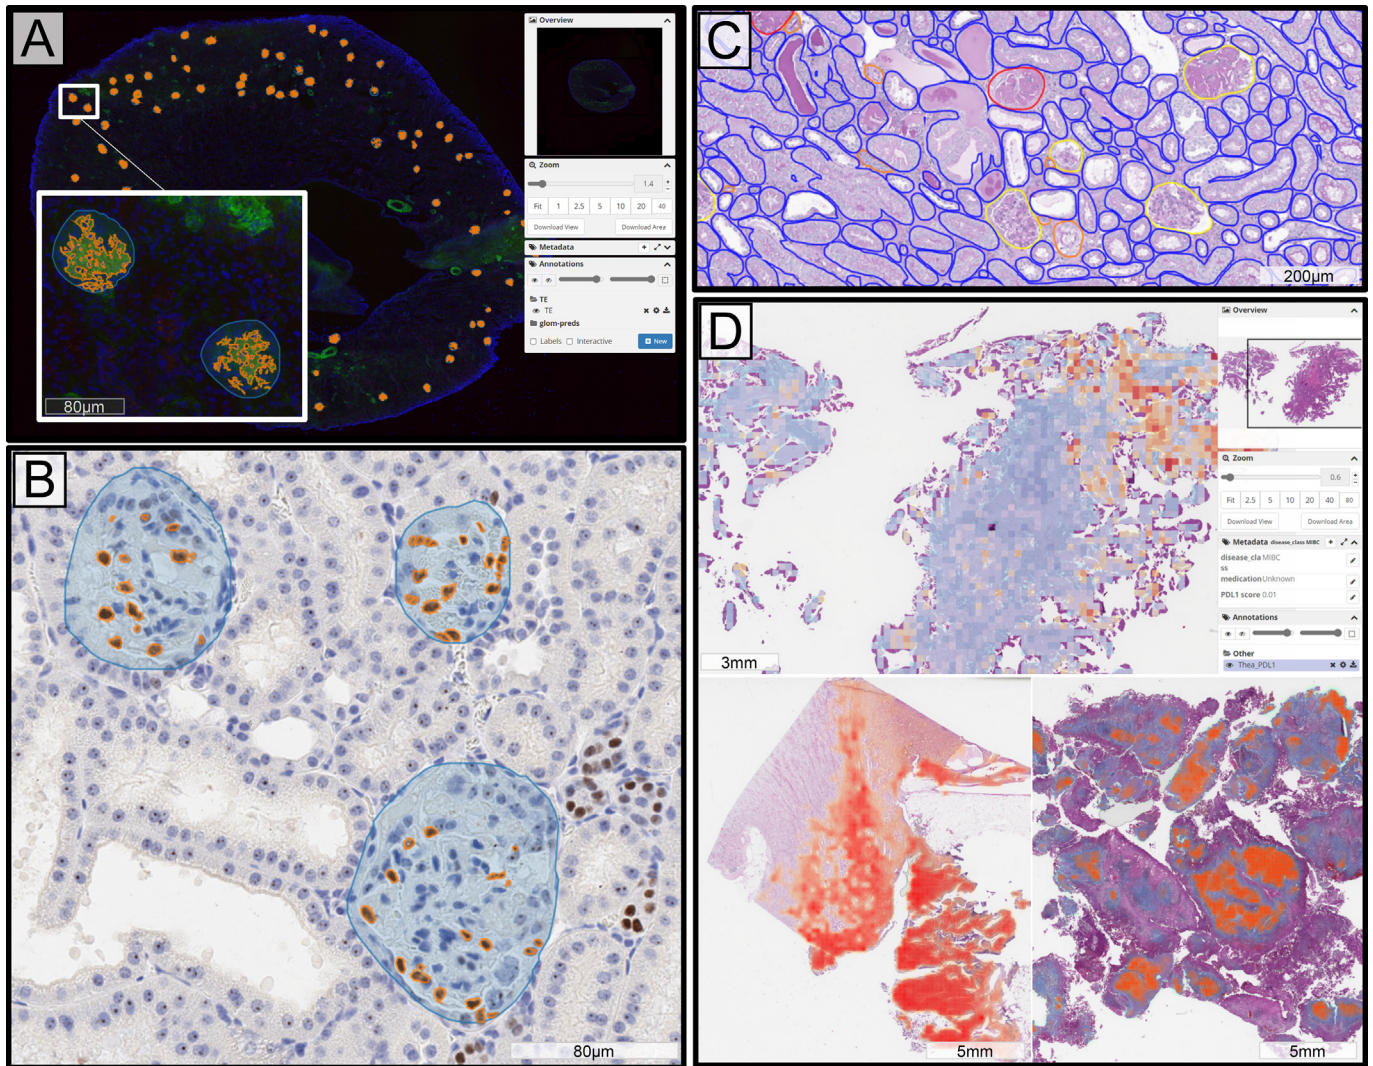 A
Overview
Zoom
1.4
+
-
Fit 1 2.5 5 10 20 40
Download View Download Area
Metadata +
Annotations
TE
TE
glom-preds
Labels Interactive + New
80µm
B
80µm
C
200µm
D
Overview
Zoom
0.6
+
-
Fit 2.5 5 10 20 40 80
Download View Download Area
Metadata disease_class MIBC +
disease_cla MIBC
ss
medication Unknown
PDL1 score 0.01
Annotations
Other
Thea_PDL1
3mm
5mm
5mm